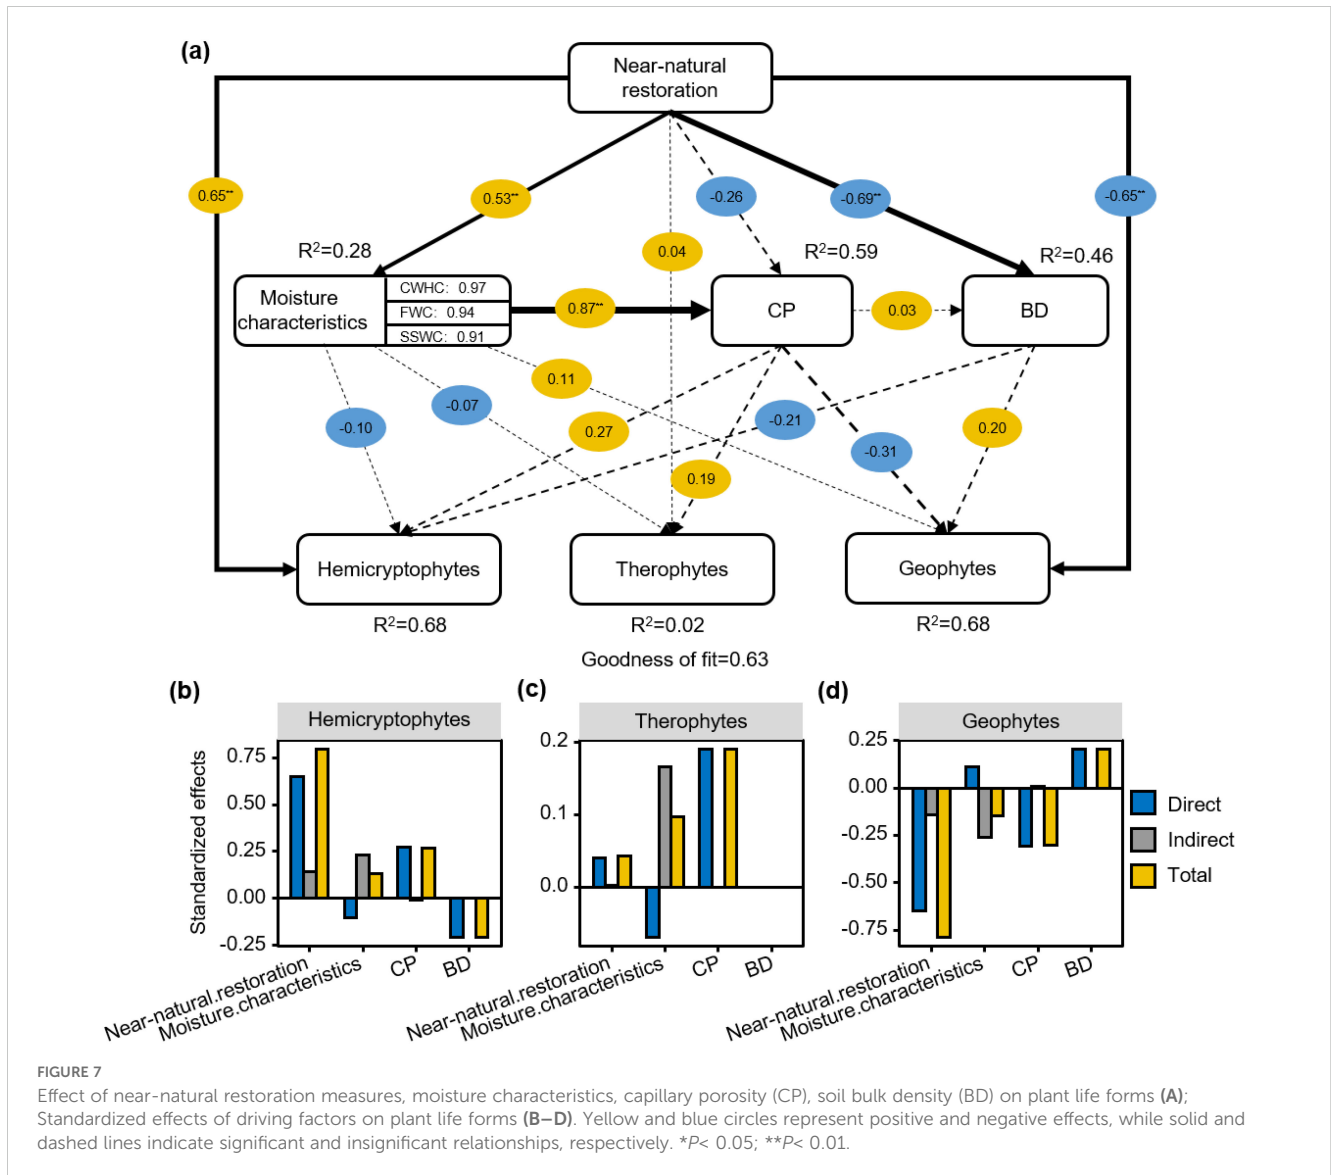 (a)
Near-natural
restoration
0.65**
0.53**
-0.26
-0.69**
-0.65**
R²=0.28
0.04
R²=0.59
R²=0.46
Moisture
characteristics
CWHC: 0.97
FWC: 0.94
SSWC: 0.91
0.87**
CP
0.03
BD
-0.10
-0.07
0.11
0.27
0.19
-0.21
-0.31
0.20
Hemicryptophytes
Therophytes
Geophytes
R²=0.68
R²=0.02
R²=0.68
Goodness of fit=0.63
(b)
Hemicryptophytes
Standardized effects
0.75
0.50
0.25
0.00
-0.25
Near-natural.restoration
Moisture.characteristics
CP
BD
(c)
Therophytes
0.2
0.1
0.0
Near-natural.restoration
Moisture.characteristics
CP
BD
(d)
Geophytes
0.25
0.00
-0.25
-0.50
-0.75
Near-natural.restoration
Moisture.characteristics
CP
BD
Direct
Indirect
Total
FIGURE 7
Effect of near-natural restoration measures, moisture characteristics, capillary porosity (CP), soil bulk density (BD) on plant life forms (A);
Standardized effects of driving factors on plant life forms (B–D). Yellow and blue circles represent positive and negative effects, while solid and
dashed lines indicate significant and insignificant relationships, respectively. *P< 0.05; **P< 0.01.